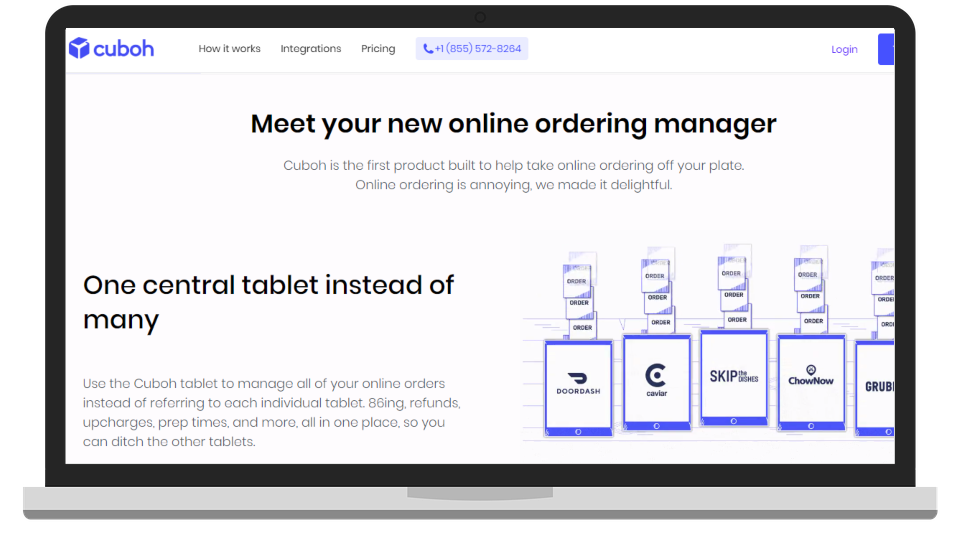 cuboh
How it works
Integrations
Pricing
+1 (855) 572-8264
Login
Meet your new online ordering manager
Cuboh is the first product built to help take online ordering off your plate.
Online ordering is annoying, we made it delightful.
One central tablet instead of
many
Use the Cuboh tablet to manage all of your online orders
instead of referring to each individual tablet. 86ing, refunds,
upcharges, prep times, and more, all in one place, so you
can ditch the other tablets.
ORDER
ORDER
ORDER
DOORDASH
ORDER
ORDER
ORDER
caviar
ORDER
ORDER
ORDER
SKIP the DISHES
ORDER
ORDER
ORDER
ChowNow
ORDER
ORDE
ORD
GRUB